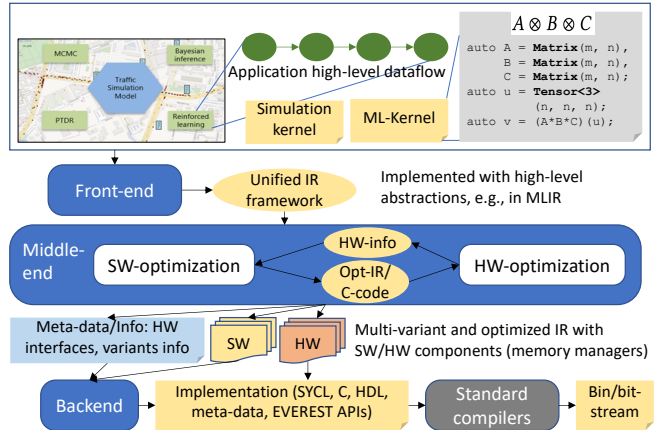 MCMC
Bayesian
inference
Traffic
Simulation
Model
PTDR
Reinforced
learning
Application high-level dataflow
Simulation
kernel
ML-Kernel
A ⊗ B ⊗ C
auto A = Matrix(m, n),
B = Matrix(m, n),
C = Matrix(m, n);
auto u = Tensor<3>
(n, n, n);
auto v = (A*B*C)(u);
Front-end
Unified IR
framework
Implemented with high-level
abstractions, e.g., in MLIR
Middle-
end
SW-optimization
HW-info
Opt-IR/
C-code
HW-optimization
Meta-data/Info: HW
interfaces, variants info
SW
HW
Multi-variant and optimized IR with
SW/HW components (memory managers)
Backend
Implementation (SYCL, C, HDL,
meta-data, EVEREST APIs)
Standard
compilers
Bin/bit-
stream